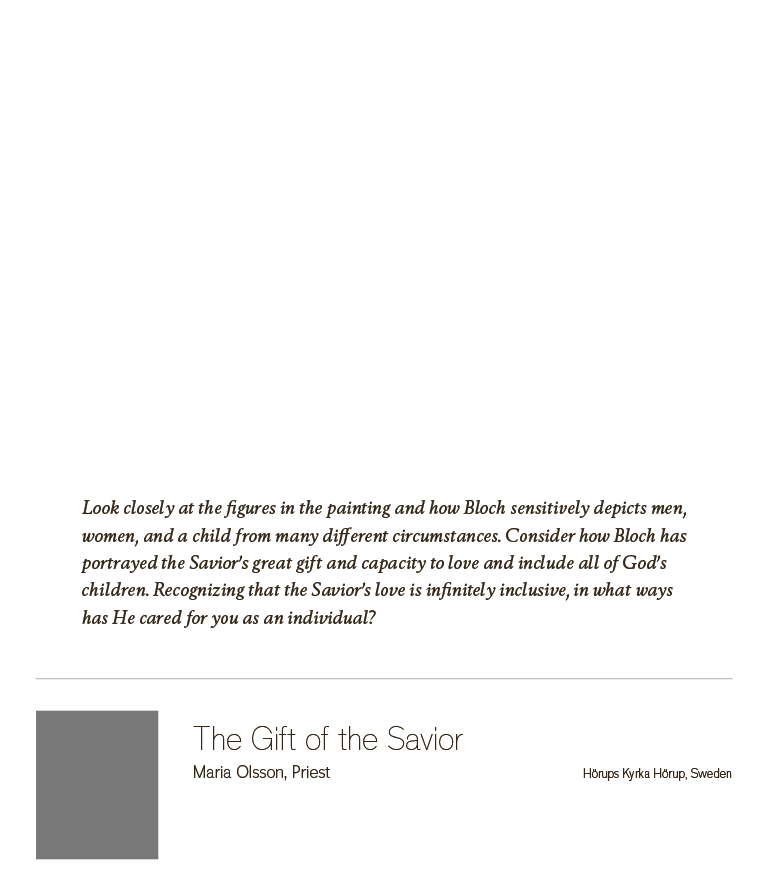 Look closely at the figures in the painting and how Bloch sensitively depicts men,
women, and a child from many different circumstances. Consider how Bloch has
portrayed the Savior's great gift and capacity to love and include all of God's
children. Recognizing that the Savior's love is infinitely inclusive, in what ways
has He cared for you as an individual?
The Gift of the Savior
Maria Olsson, Priest
Hörups Kyrka Hörup, Sweden